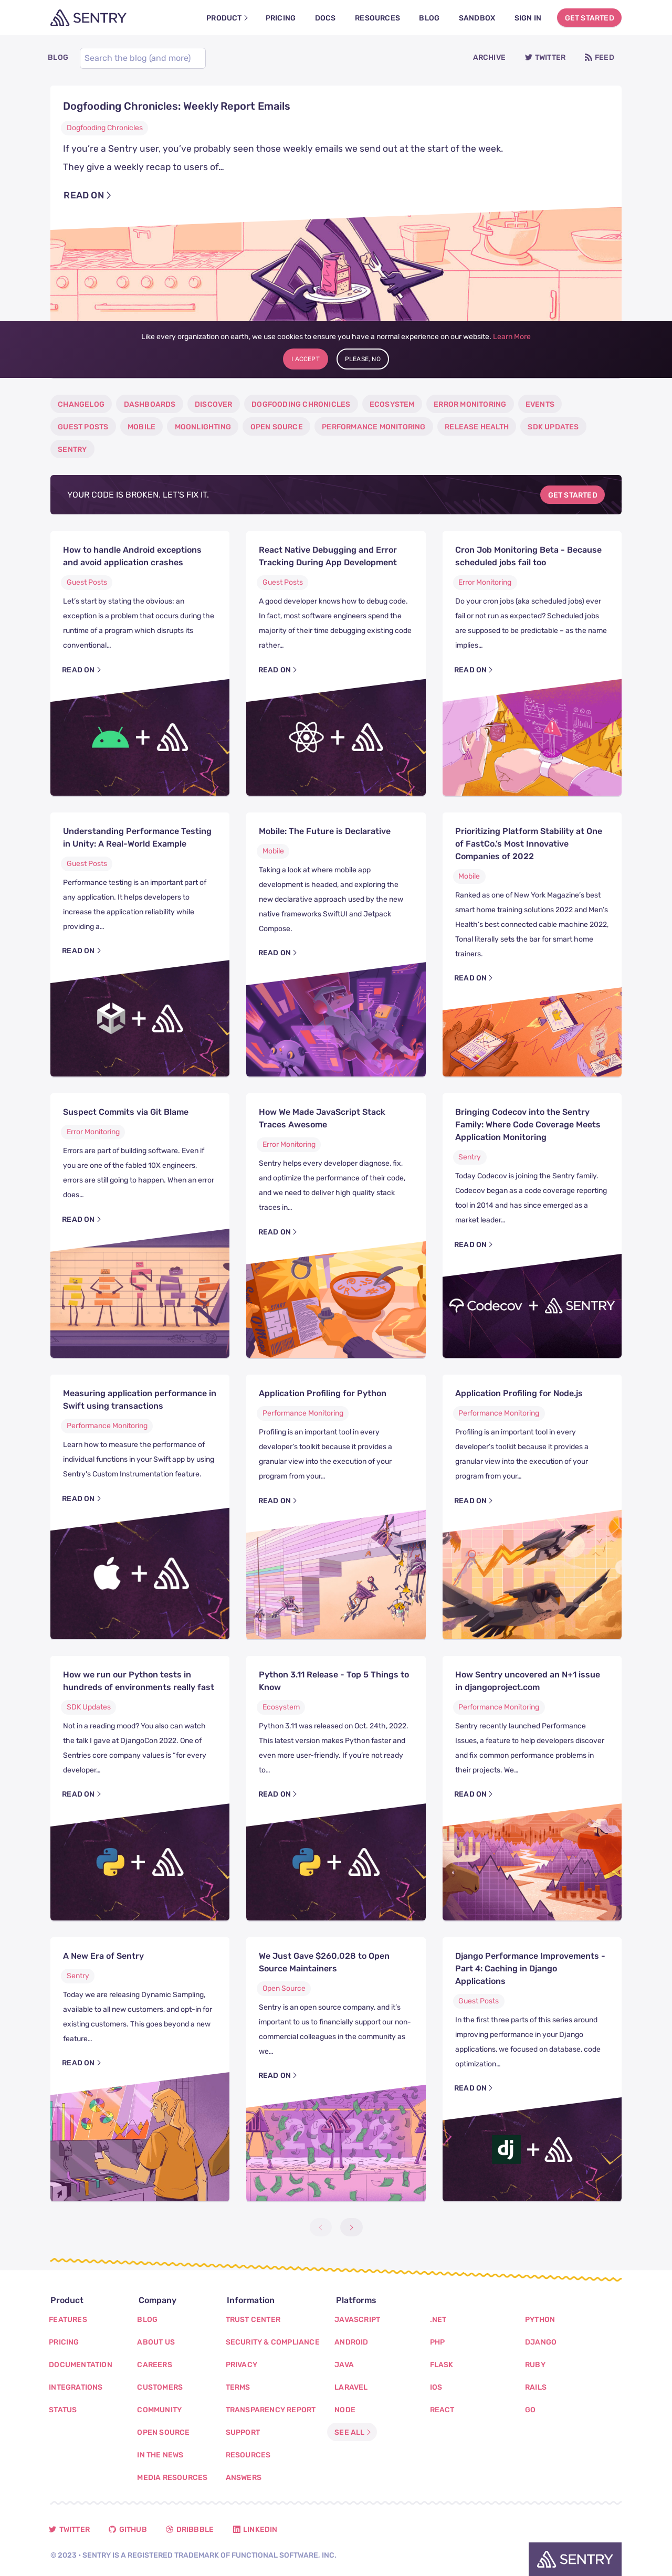 SENTRY
PRODUCT PRICING DOCS RESOURCES BLOG SANDBOX SIGN IN GET STARTED
BLOG Search the blog (and more) ARCHIVE TWITTER FEED
Dogfooding Chronicles: Weekly Report Emails
Dogfooding Chronicles
If you’re a Sentry user, you’ve probably seen those weekly emails we send out at the start of the week.
They give a weekly recap to users of…
READ ON
Like every organization on earth, we use cookies to ensure you have a normal experience on our website. Learn More
I ACCEPT PLEASE, NO
CHANGELOG DASHBOARDS DISCOVER DOGFOODING CHRONICLES ECOSYSTEM ERROR MONITORING EVENTS
GUEST POSTS MOBILE MOONLIGHTING OPEN SOURCE PERFORMANCE MONITORING RELEASE HEALTH SDK UPDATES
SENTRY
YOUR CODE IS BROKEN. LET'S FIX IT. GET STARTED
How to handle Android exceptions
and avoid application crashes
Guest Posts
Let's start by stating the obvious: an
exception is a problem that occurs during the
runtime of a program which disrupts its
conventional…
READ ON
React Native Debugging and Error
Tracking During App Development
Guest Posts
A good developer knows how to debug code.
In fact, most software engineers spend the
majority of their time debugging existing code
rather…
READ ON
Cron Job Monitoring Beta - Because
scheduled jobs fail too
Error Monitoring
Do your cron jobs (aka scheduled jobs) ever
fail or not run as expected? Scheduled jobs
are supposed to be predictable – as the name
implies…
READ ON
Understanding Performance Testing
in Unity: A Real-World Example
Guest Posts
Performance testing is an important part of
any application. It helps developers to
increase the application reliability while
providing a…
READ ON
Mobile: The Future is Declarative
Mobile
Taking a look at where mobile app
development is headed, and exploring the
new declarative approach used by the new
native frameworks SwiftUI and Jetpack
Compose.
READ ON
Prioritizing Platform Stability at One
of FastCo.’s Most Innovative
Companies of 2022
Mobile
Ranked as one of New York Magazine’s best
smart home training solutions 2022 and Men’s
Health’s best connected cable machine 2022,
Tonal literally sets the bar for smart home
trainers.
READ ON
Suspect Commits via Git Blame
Error Monitoring
Errors are part of building software. Even if
you are one of the fabled 10X engineers,
errors are still going to happen. When an error
does…
READ ON
How We Made JavaScript Stack
Traces Awesome
Error Monitoring
Sentry helps every developer diagnose, fix,
and optimize the performance of their code,
and we need to deliver high quality stack
traces in…
READ ON
Bringing Codecov into the Sentry
Family: Where Code Coverage Meets
Application Monitoring
Sentry
Today Codecov is joining the Sentry family.
Codecov began as a code coverage reporting
tool in 2014 and has since emerged as a
market leader…
READ ON
Codecov + SENTRY
Measuring application performance in
Swift using transactions
Performance Monitoring
Learn how to measure the performance of
individual functions in your Swift app by using
Sentry's Custom Instrumentation feature.
READ ON
Application Profiling for Python
Performance Monitoring
Profiling is an important tool in every
developer’s toolkit because it provides a
granular view into the execution of your
program from your…
READ ON
Application Profiling for Node.js
Performance Monitoring
Profiling is an important tool in every
developer’s toolkit because it provides a
granular view into the execution of your
program from your…
READ ON
How we run our Python tests in
hundreds of environments really fast
SDK Updates
Not in a reading mood? You also can watch
the talk I gave at DjangoCon 2022. One of
Sentries core company values is “for every
developer…
READ ON
Python 3.11 Release - Top 5 Things to
Know
Ecosystem
Python 3.11 was released on Oct. 24th, 2022.
This latest version makes Python faster and
even more user-friendly. If you’re not ready
to…
READ ON
How Sentry uncovered an N+1 issue
in djangoproject.com
Performance Monitoring
Sentry recently launched Performance
Issues, a feature to help developers discover
and fix common performance problems in
their projects. We…
READ ON
A New Era of Sentry
Sentry
Today we are releasing Dynamic Sampling,
available to all new customers, and opt-in for
existing customers. This goes beyond a new
feature…
READ ON
We Just Gave $260,028 to Open
Source Maintainers
Open Source
Sentry is an open source company, and it’s
important to us to financially support our non-
commercial colleagues in the community as
we…
READ ON
Django Performance Improvements -
Part 4: Caching in Django
Applications
Guest Posts
In the first three parts of this series around
improving performance in your Django
applications, we focused on database, code
optimization…
READ ON
dj
Product
FEATURES
PRICING
DOCUMENTATION
INTEGRATIONS
STATUS
Company
BLOG
ABOUT US
CAREERS
CUSTOMERS
COMMUNITY
OPEN SOURCE
IN THE NEWS
MEDIA RESOURCES
Information
TRUST CENTER
SECURITY & COMPLIANCE
PRIVACY
TERMS
TRANSPARENCY REPORT
SUPPORT
RESOURCES
ANSWERS
Platforms
JAVASCRIPT
ANDROID
JAVA
LARAVEL
NODE
SEE ALL
.NET
PHP
FLASK
IOS
REACT
PYTHON
DJANGO
RUBY
RAILS
GO
TWITTER GITHUB DRIBBBLE LINKEDIN
© 2023 • SENTRY IS A REGISTERED TRADEMARK OF FUNCTIONAL SOFTWARE, INC.
SENTRY